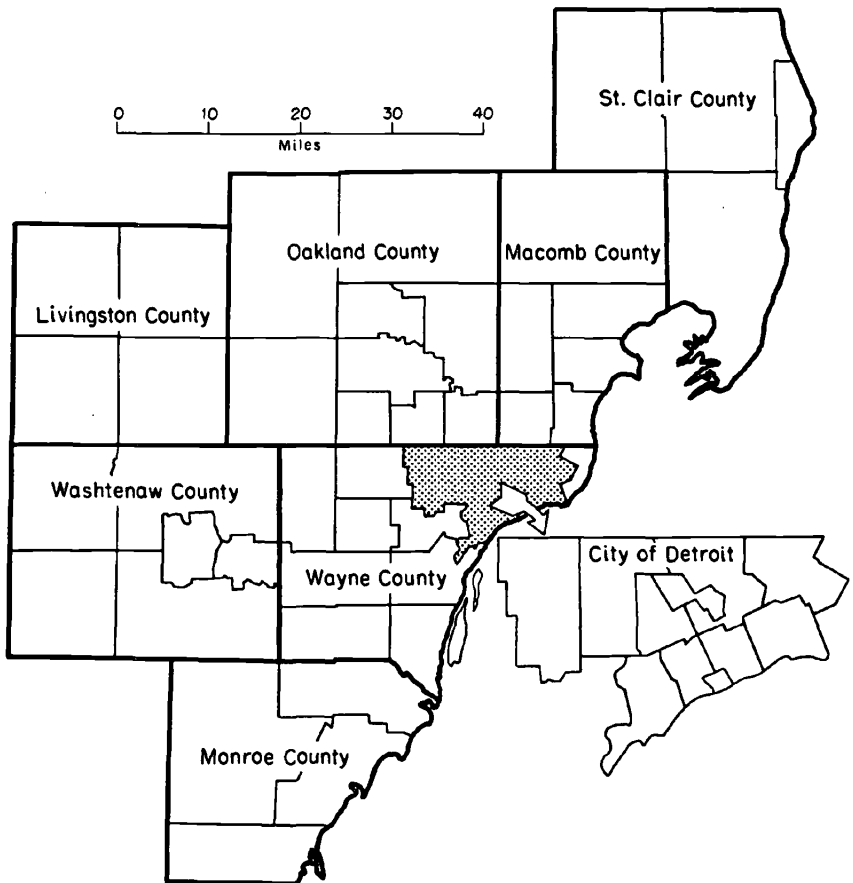 St. Clair County
0 10 20 30 40
Miles
Oakland County
Macomb County
Livingston County
Washtenaw County
City of Detroit
Wayne County
Monroe County